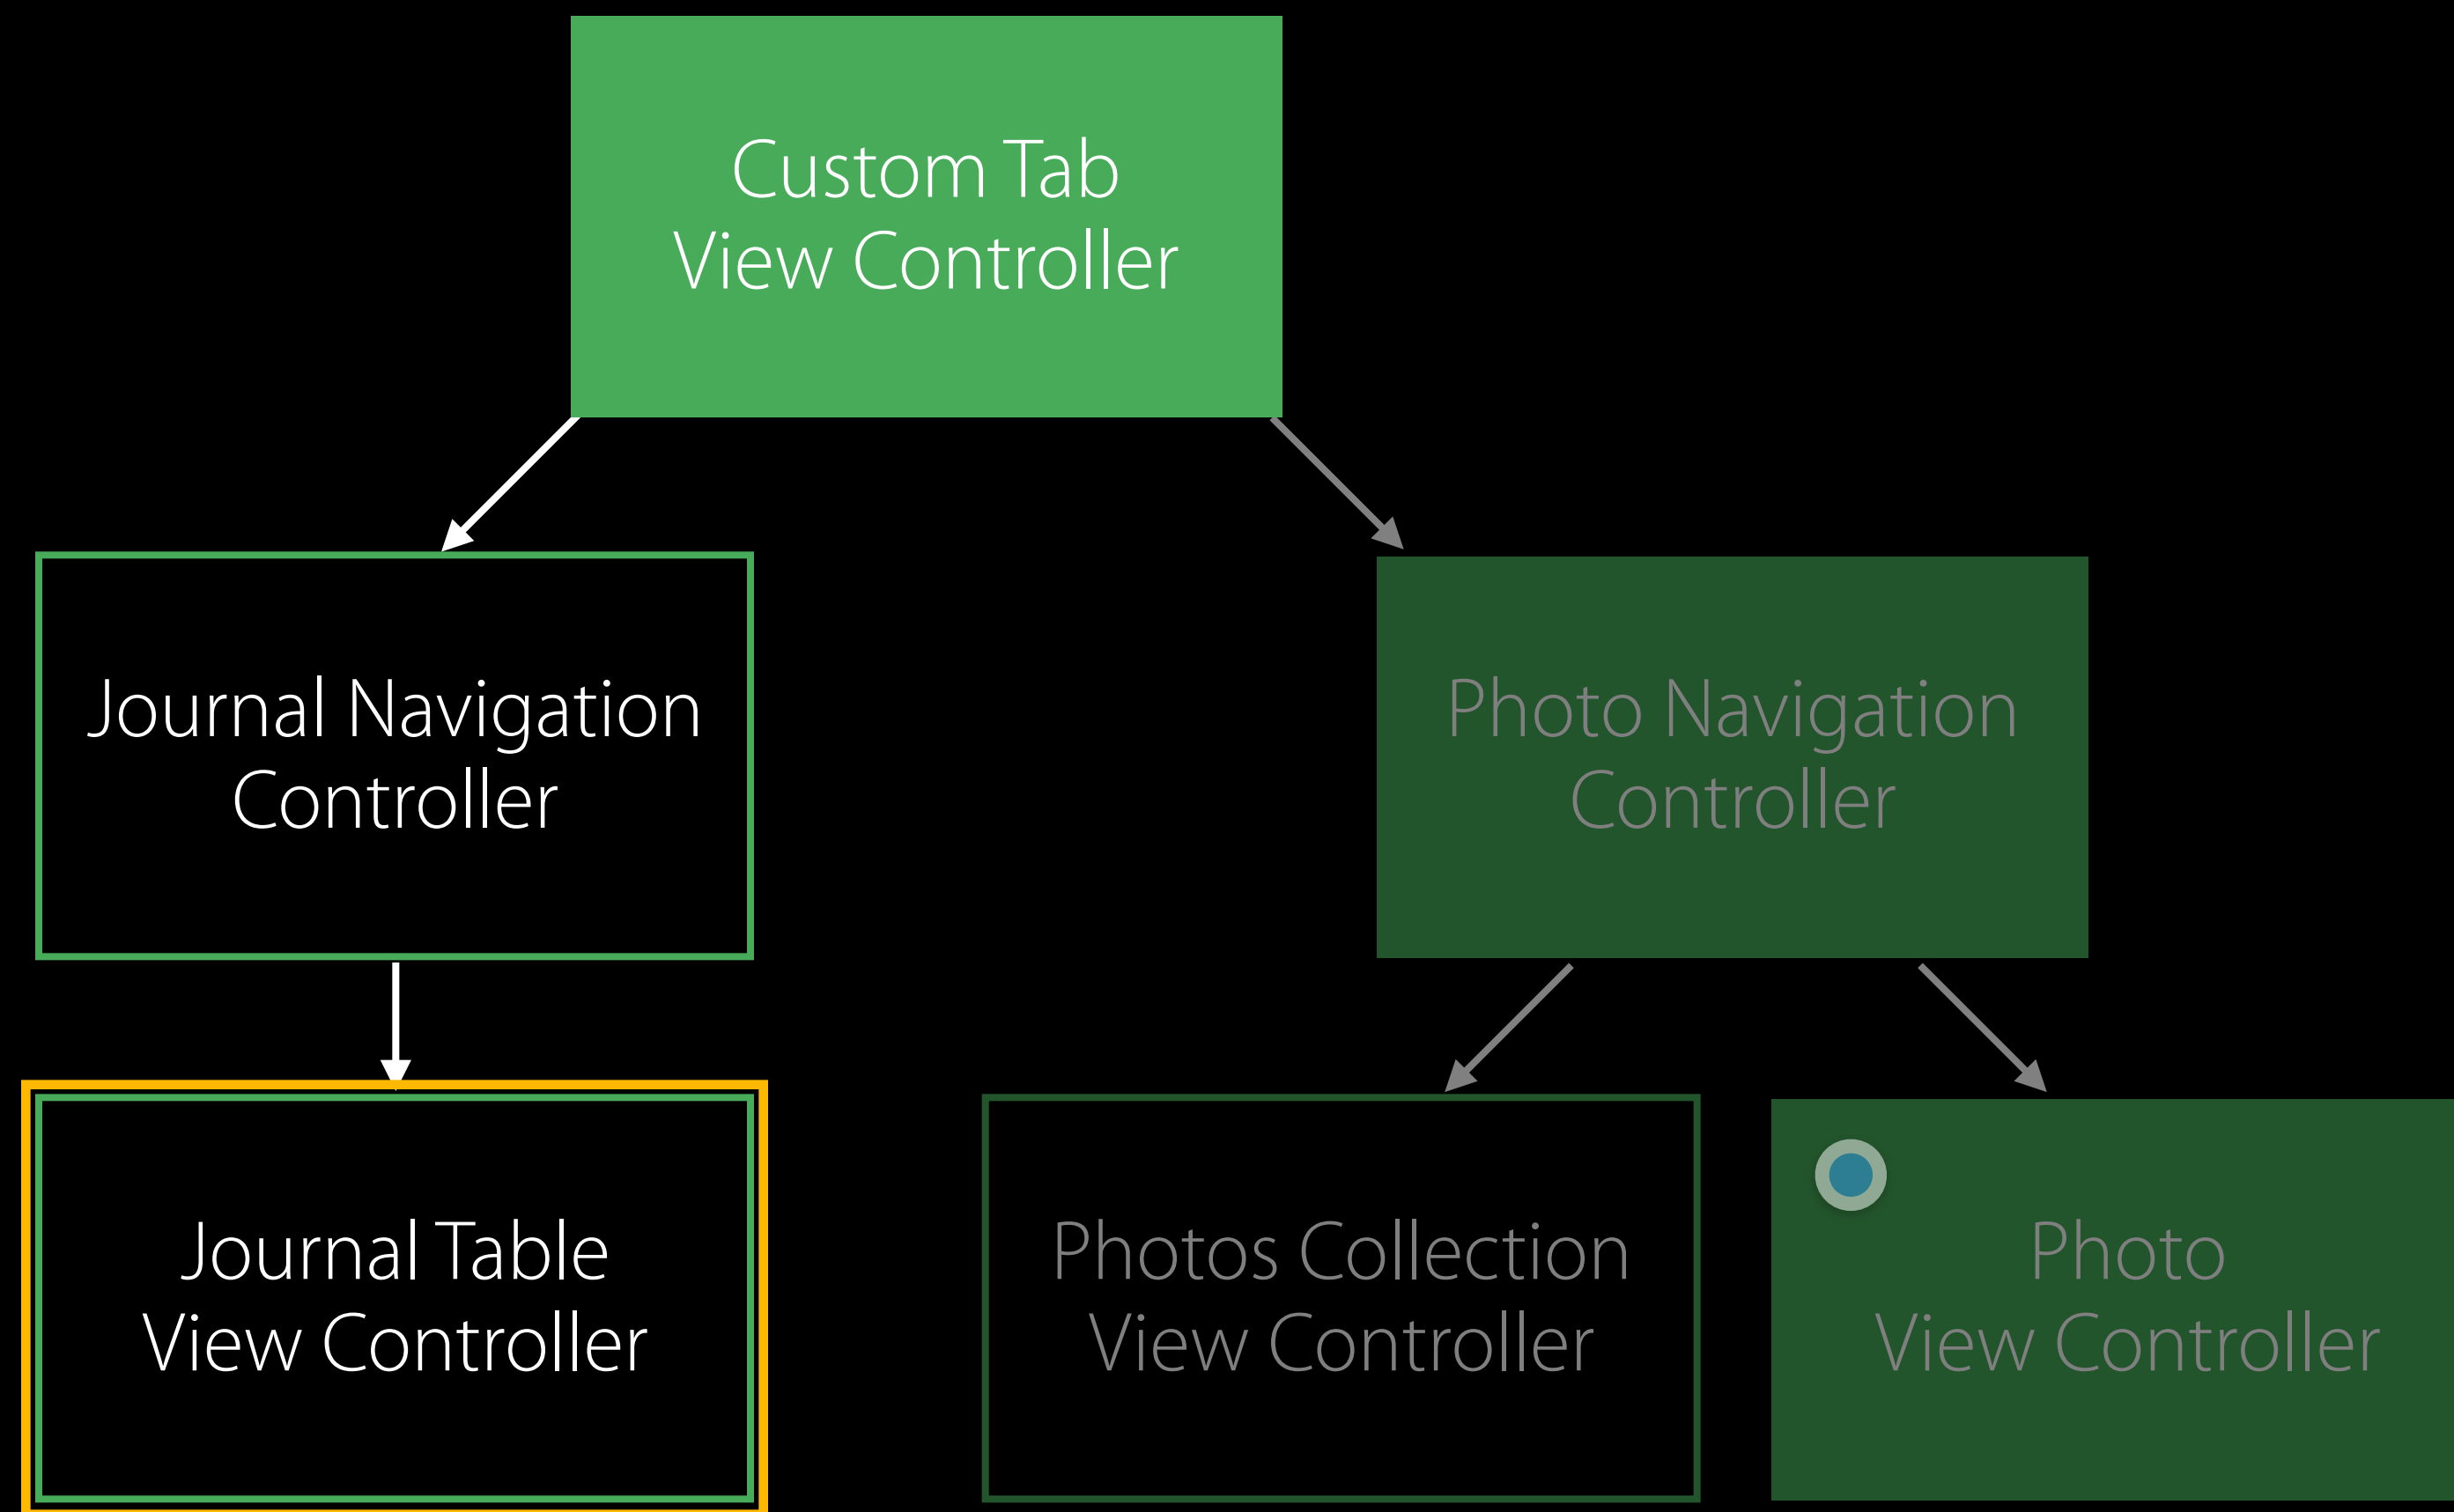 Custom Tab
View Controller
Journal Navigation
Controller
Photo Navigation
Controller
Journal Table
View Controller
Photos Collection
View Controller
Photo
View Controller